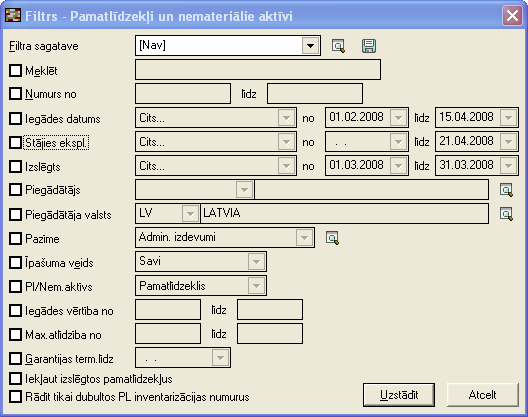 Filtrs - Pamatlīdzekļi un nemateriālie aktīvi
Filtra sagatave [Nav]
Meklēt
Numurs no līdz
Iegādes datums Cits... no 01.02.2008 līdz 15.04.2008
Stājies ekspl. Cits... no . . līdz 21.04.2008
Izslēgts Cits... no 01.03.2008 līdz 31.03.2008
Piegādātājs
Piegādātāja valsts LV LATVIA
Pazīme Admin. izdevumi
Īpašuma veids Savi
Pl/Nem.aktīvs Pamatlīdzeklis
Iegādes vērtība no līdz
Max.atlīdzība no līdz
Garantijas term.līdz . .
Iekļaut izslēgtos pamatlīdzekļus
Rādīt tikai dubultos PL inventarizācijas numurus
Uzstādīt Atcelt